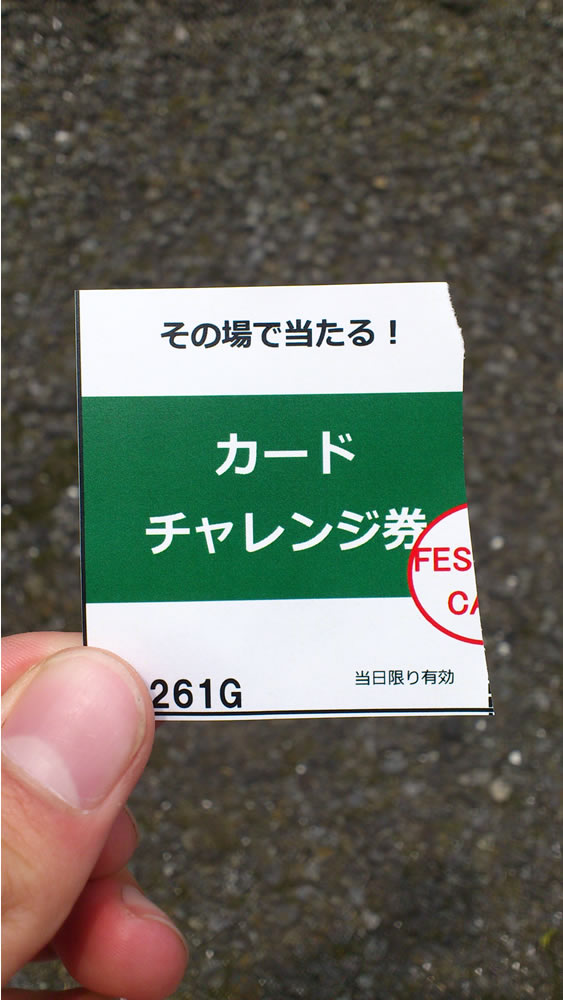 その場で当たる！
カード
チャレンジ券
FES
CA
261G
当日限り有効